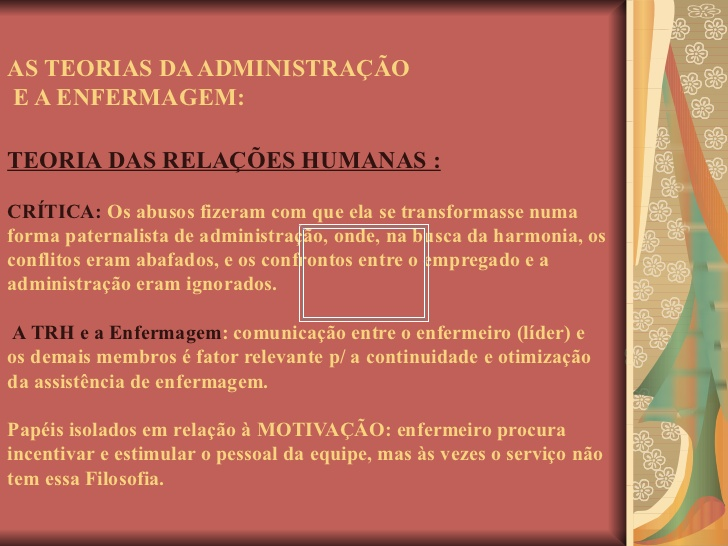 AS TEORIAS DA ADMINISTRAÇÃO
E A ENFERMAGEM:
TEORIA DAS RELAÇÕES HUMANAS :
CRÍTICA: Os abusos fizeram com que ela se transformasse numa
forma paternalista de administração, onde, na busca da harmonia, os
conflitos eram abafados, e os confrontos entre o empregado e a
administração eram ignorados.
A TRH e a Enfermagem: comunicação entre o enfermeiro (líder) e
os demais membros é fator relevante p/ a continuidade e otimização
da assistência de enfermagem.
Papéis isolados em relação à MOTIVAÇÃO: enfermeiro procura
incentivar e estimular o pessoal da equipe, mas às vezes o serviço não
tem essa Filosofia.